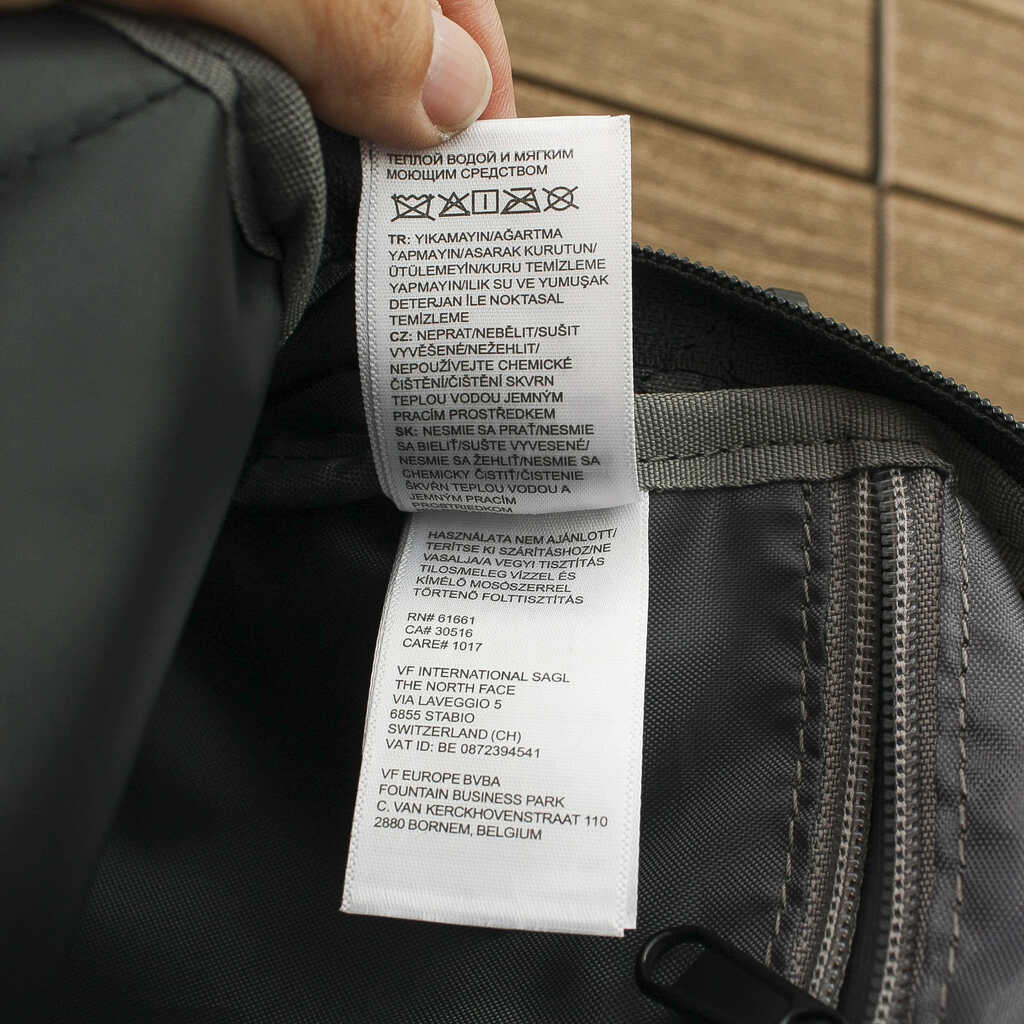 ТЕПЛОЙ ВОДОЙ И МЯГКИМ
МОЮЩИМ СРЕДСТВОМ
TR: YIKAMAYIN/AĞARTMA
YAPMAYIN/ASARAK KURUTUN/
ÜTÜLEMEYİN/KURU TEMİZLEME
YAPMAYIN/ILIK SU VE YUMUŞAK
DETERJAN İLE NOKTASAL
TEMİZLEME
CZ: NEPRAT/NEBĚLIT/SUŠIT
VYVĚŠENÉ/NEŽEHLIT/
NEPOUŽÍVEJTE CHEMICKÉ
ČIŠTĚNÍ/ČIŠTĚNÍ SKVRN
TEPLOU VODOU JEMNÝM
PRACÍM PROSTŘEDKEM
SK: NESMIE SA PRAŤ/NESMIE
SA BIELIŤ/SUŠTE VYVESENÉ/
NESMIE SA ŽEHLIŤ/NESMIE SA
CHEMICKY ČISTIŤ/ČISTENIE
ŠKVŔN TEPLOU VODOU A
JEMNÝM PRACÍM
PROSTRIEDKOM
HASZNÁLATA NEM AJÁNLOTT/
TERÍTSE KI SZÁRÍTÁSHOZ/NE
VASALJA/A VEGYI TISZTÍTÁS
TILOS/MELEG VÍZZEL ÉS
KÍMÉLŐ MOSÓSZERREL
TÖRTENŐ FOLTTISZTÍTÁS
RN# 61661
CA# 30516
CARE# 1017
VF INTERNATIONAL SAGL
THE NORTH FACE
VIA LAVEGGIO 5
6855 STABIO
SWITZERLAND (CH)
VAT ID: BE 0872394541
VF EUROPE BVBA
FOUNTAIN BUSINESS PARK
C. VAN KERCKHOVENSTRAAT 110
2880 BORNEM, BELGIUM